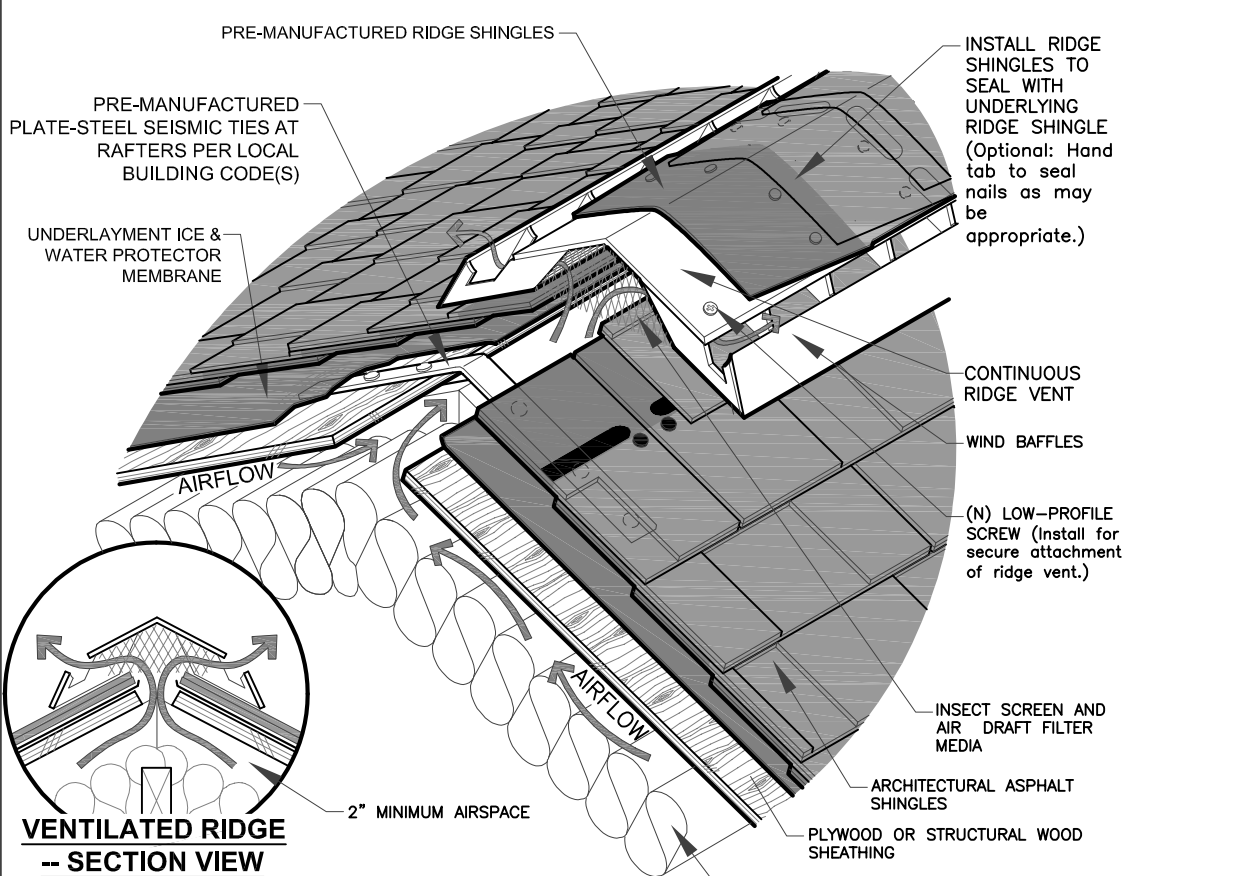 PRE-MANUFACTURED RIDGE SHINGLES
PRE-MANUFACTURED
PLATE-STEEL SEISMIC TIES AT
RAFTERS PER LOCAL
BUILDING CODE(S)
UNDERLAYMENT ICE &
WATER PROTECTOR
MEMBRANE
INSTALL RIDGE
SHINGLES TO
SEAL WITH
UNDERLYING
RIDGE SHINGLE
(Optional: Hand
tab to seal
nails as may
be
appropriate.)
CONTINUOUS
RIDGE VENT
WIND BAFFLES
(N) LOW-PROFILE
SCREW (Install for
secure attachment
of ridge vent.)
INSECT SCREEN AND
AIR DRAFT FILTER
MEDIA
ARCHITECTURAL ASPHALT
SHINGLES
PLYWOOD OR STRUCTURAL WOOD
SHEATHING
AIRFLOW
AIRFLOW
2" MINIMUM AIRSPACE
VENTILATED RIDGE
-- SECTION VIEW